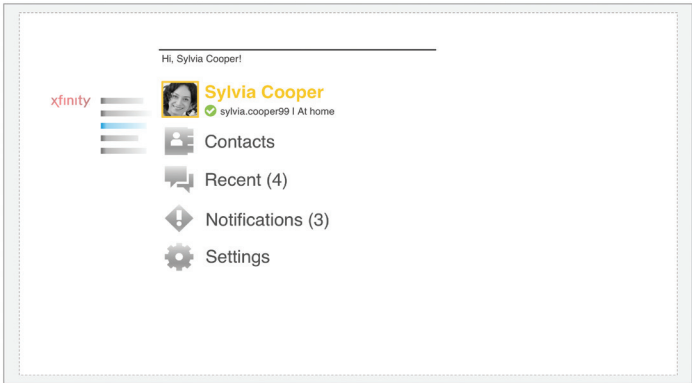 Hi, Sylvia Cooper!
xfinity
Sylvia Cooper
sylvia.cooper99 | At home
Contacts
Recent (4)
Notifications (3)
Settings